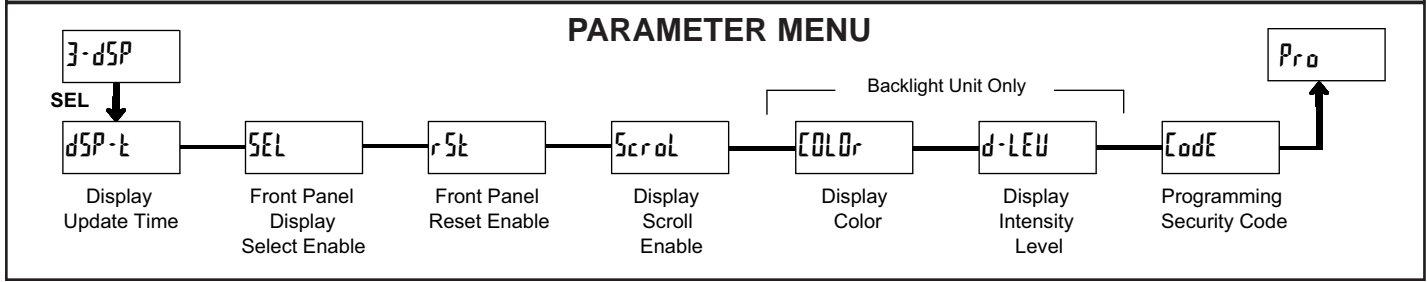 PARAMETER MENU
3-dSP
Pro
SEL
Backlight Unit Only
dSP-t
SEL
rSt
ScroL
COLOr
d-LEV
CodE
Display
Update Time
Front Panel
Display
Select Enable
Front Panel
Reset Enable
Display
Scroll
Enable
Display
Color
Display
Intensity
Level
Programming
Security Code